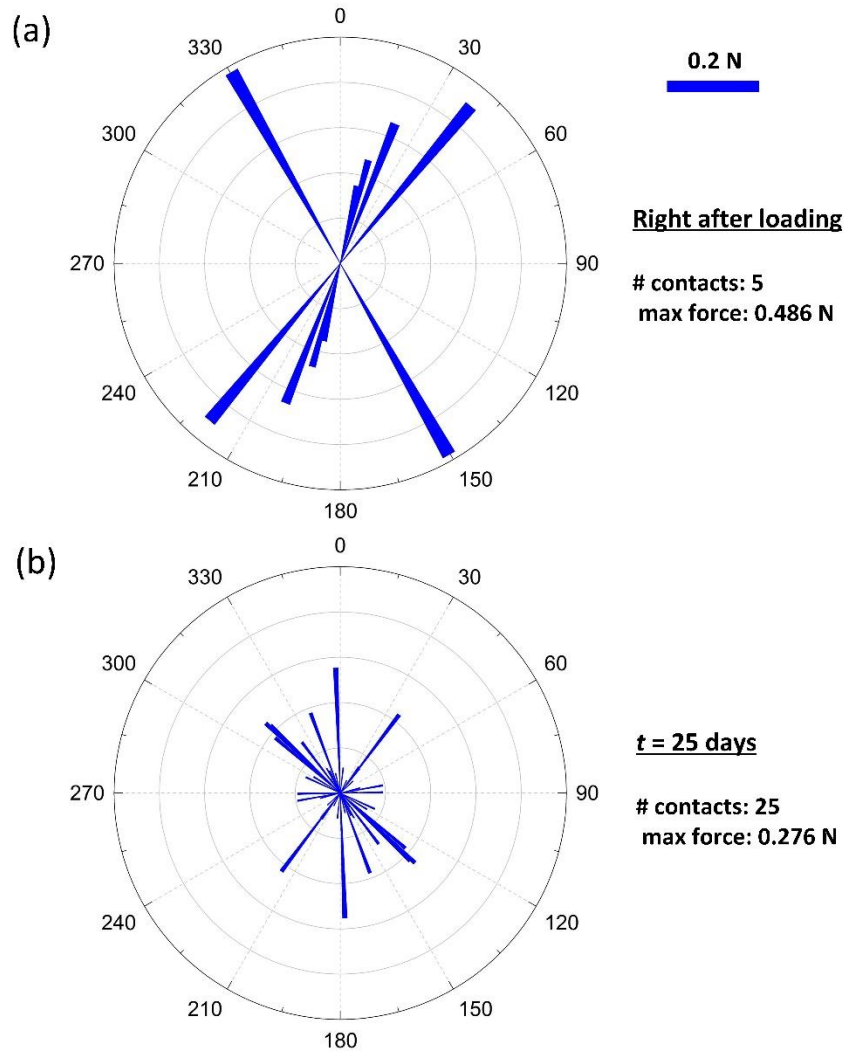 (a)
0
330
30
300
60
270
90
240
120
210
150
180
0.2 N
Right after loading
# contacts: 5
max force: 0.486 N
(b)
0
330
30
300
60
270
90
240
120
210
150
180
t = 25 days
# contacts: 25
max force: 0.276 N